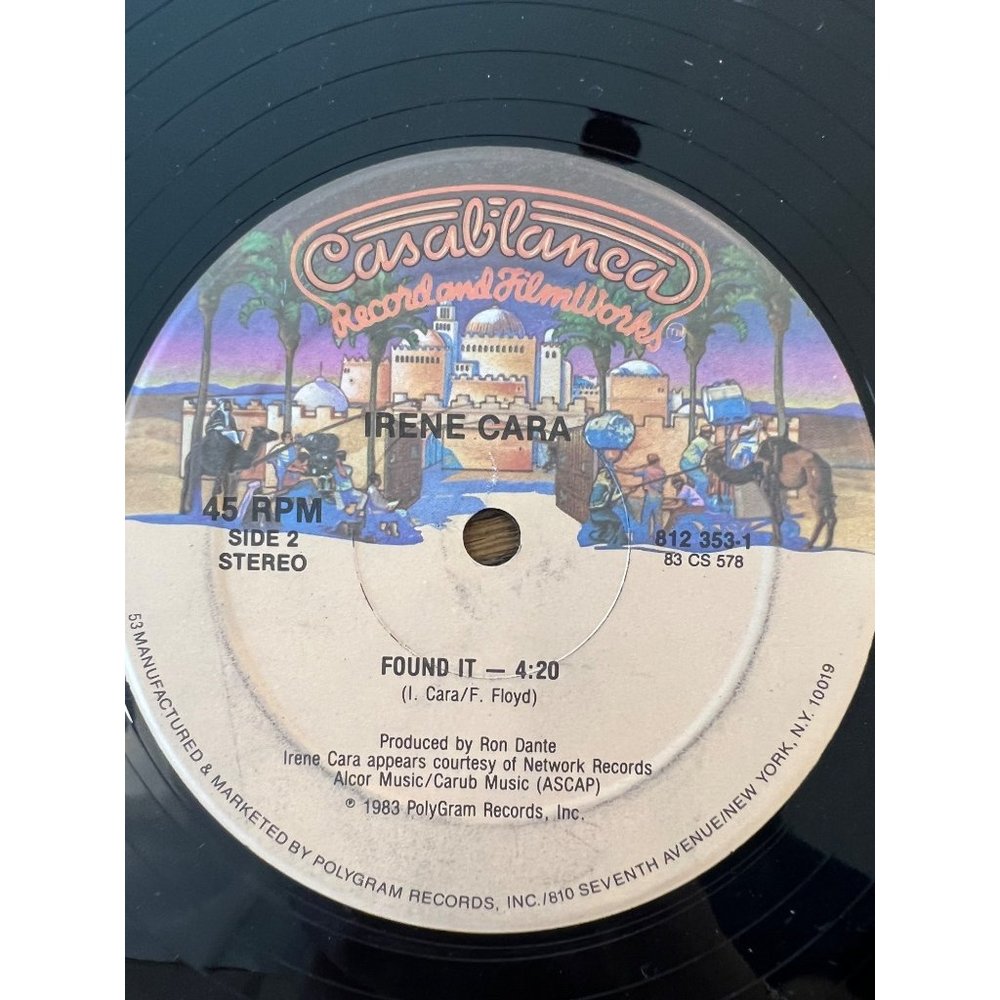 Casablanca
Record and FilmWorks
TM
IRENE CARA
45 RPM
SIDE 2
STEREO
812 353-1
83 CS 578
FOUND IT — 4:20
(I. Cara/F. Floyd)
Produced by Ron Dante
Irene Cara appears courtesy of Network Records
Alcor Music/Carub Music (ASCAP)
℗ 1983 PolyGram Records, Inc.
53 MANUFACTURED & MARKETED BY POLYGRAM RECORDS, INC./810 SEVENTH AVENUE/NEW YORK, N.Y. 10019